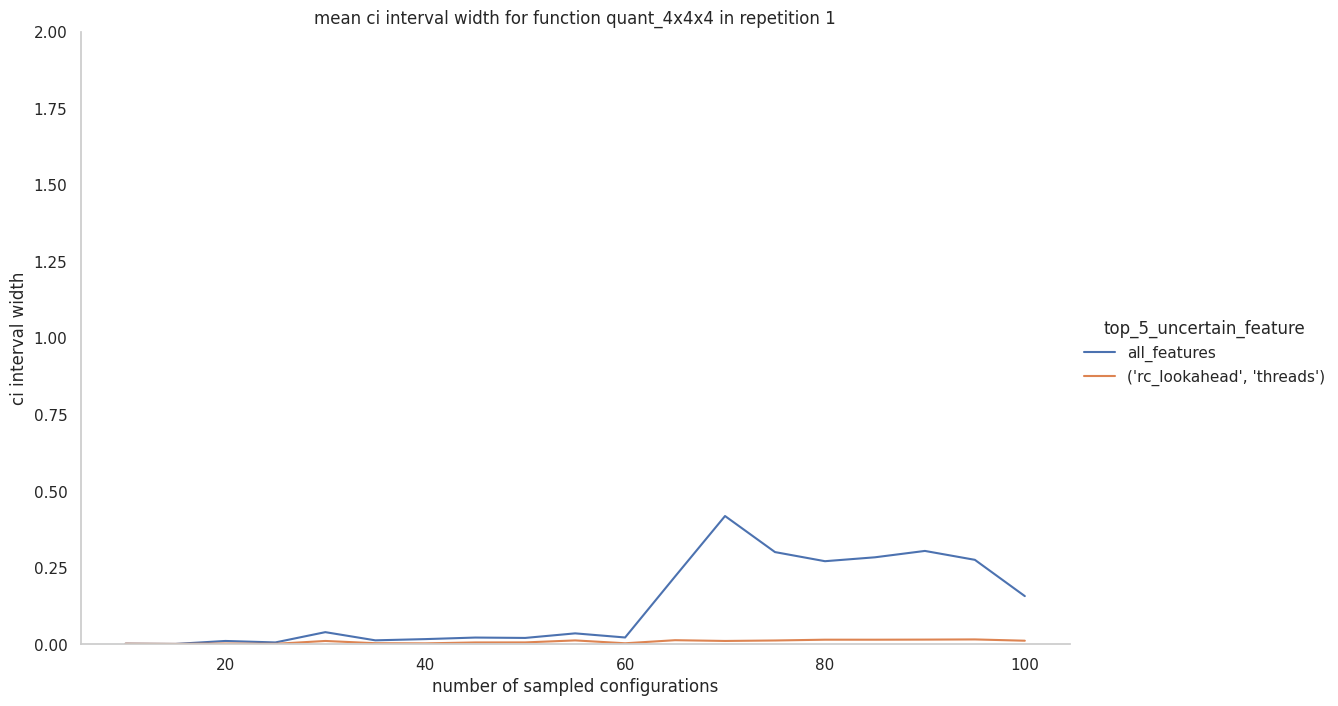 mean ci interval width for function quant_4x4x4 in repetition 1
2.00
1.75
1.50
1.25
1.00
0.75
0.50
0.25
0.00
ci interval width
20
40
60
80
100
number of sampled configurations
top_5_uncertain_feature
all_features
('rc_lookahead', 'threads')